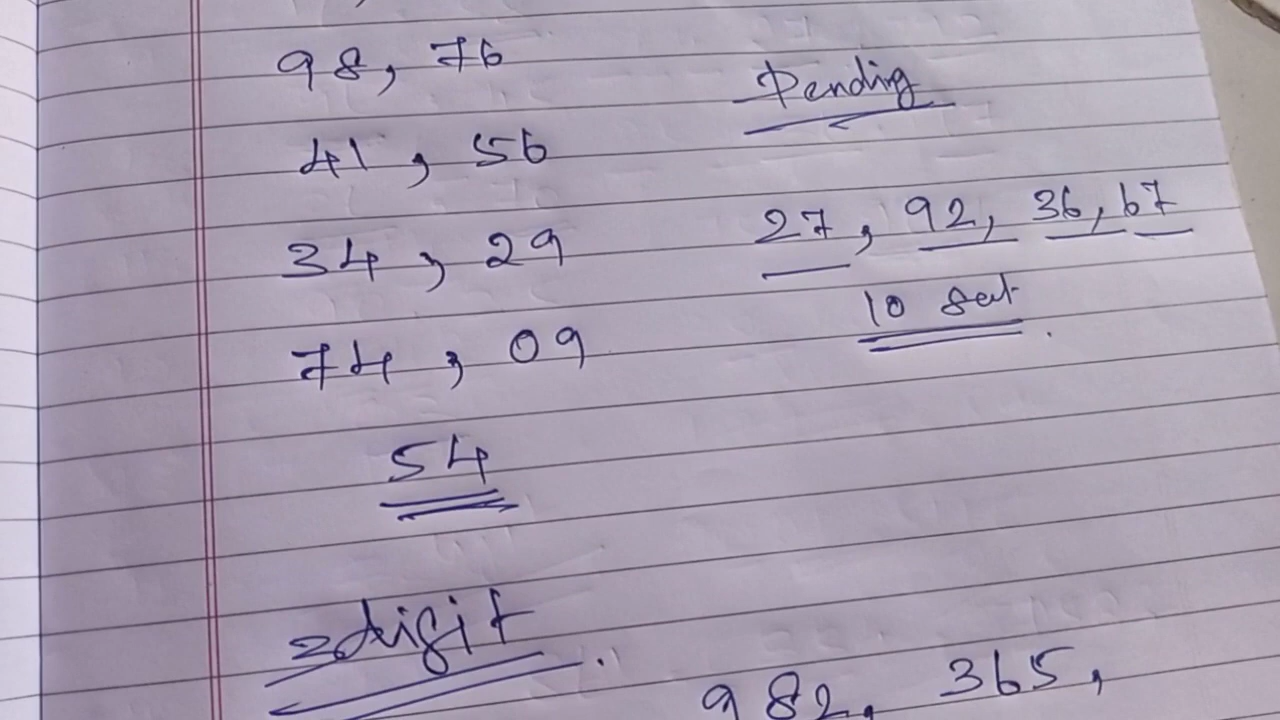 98, 76
41, 56
34, 29
74, 09
54
Pending
27, 92, 36, 67
10 Set.
3digit.
982, 365,